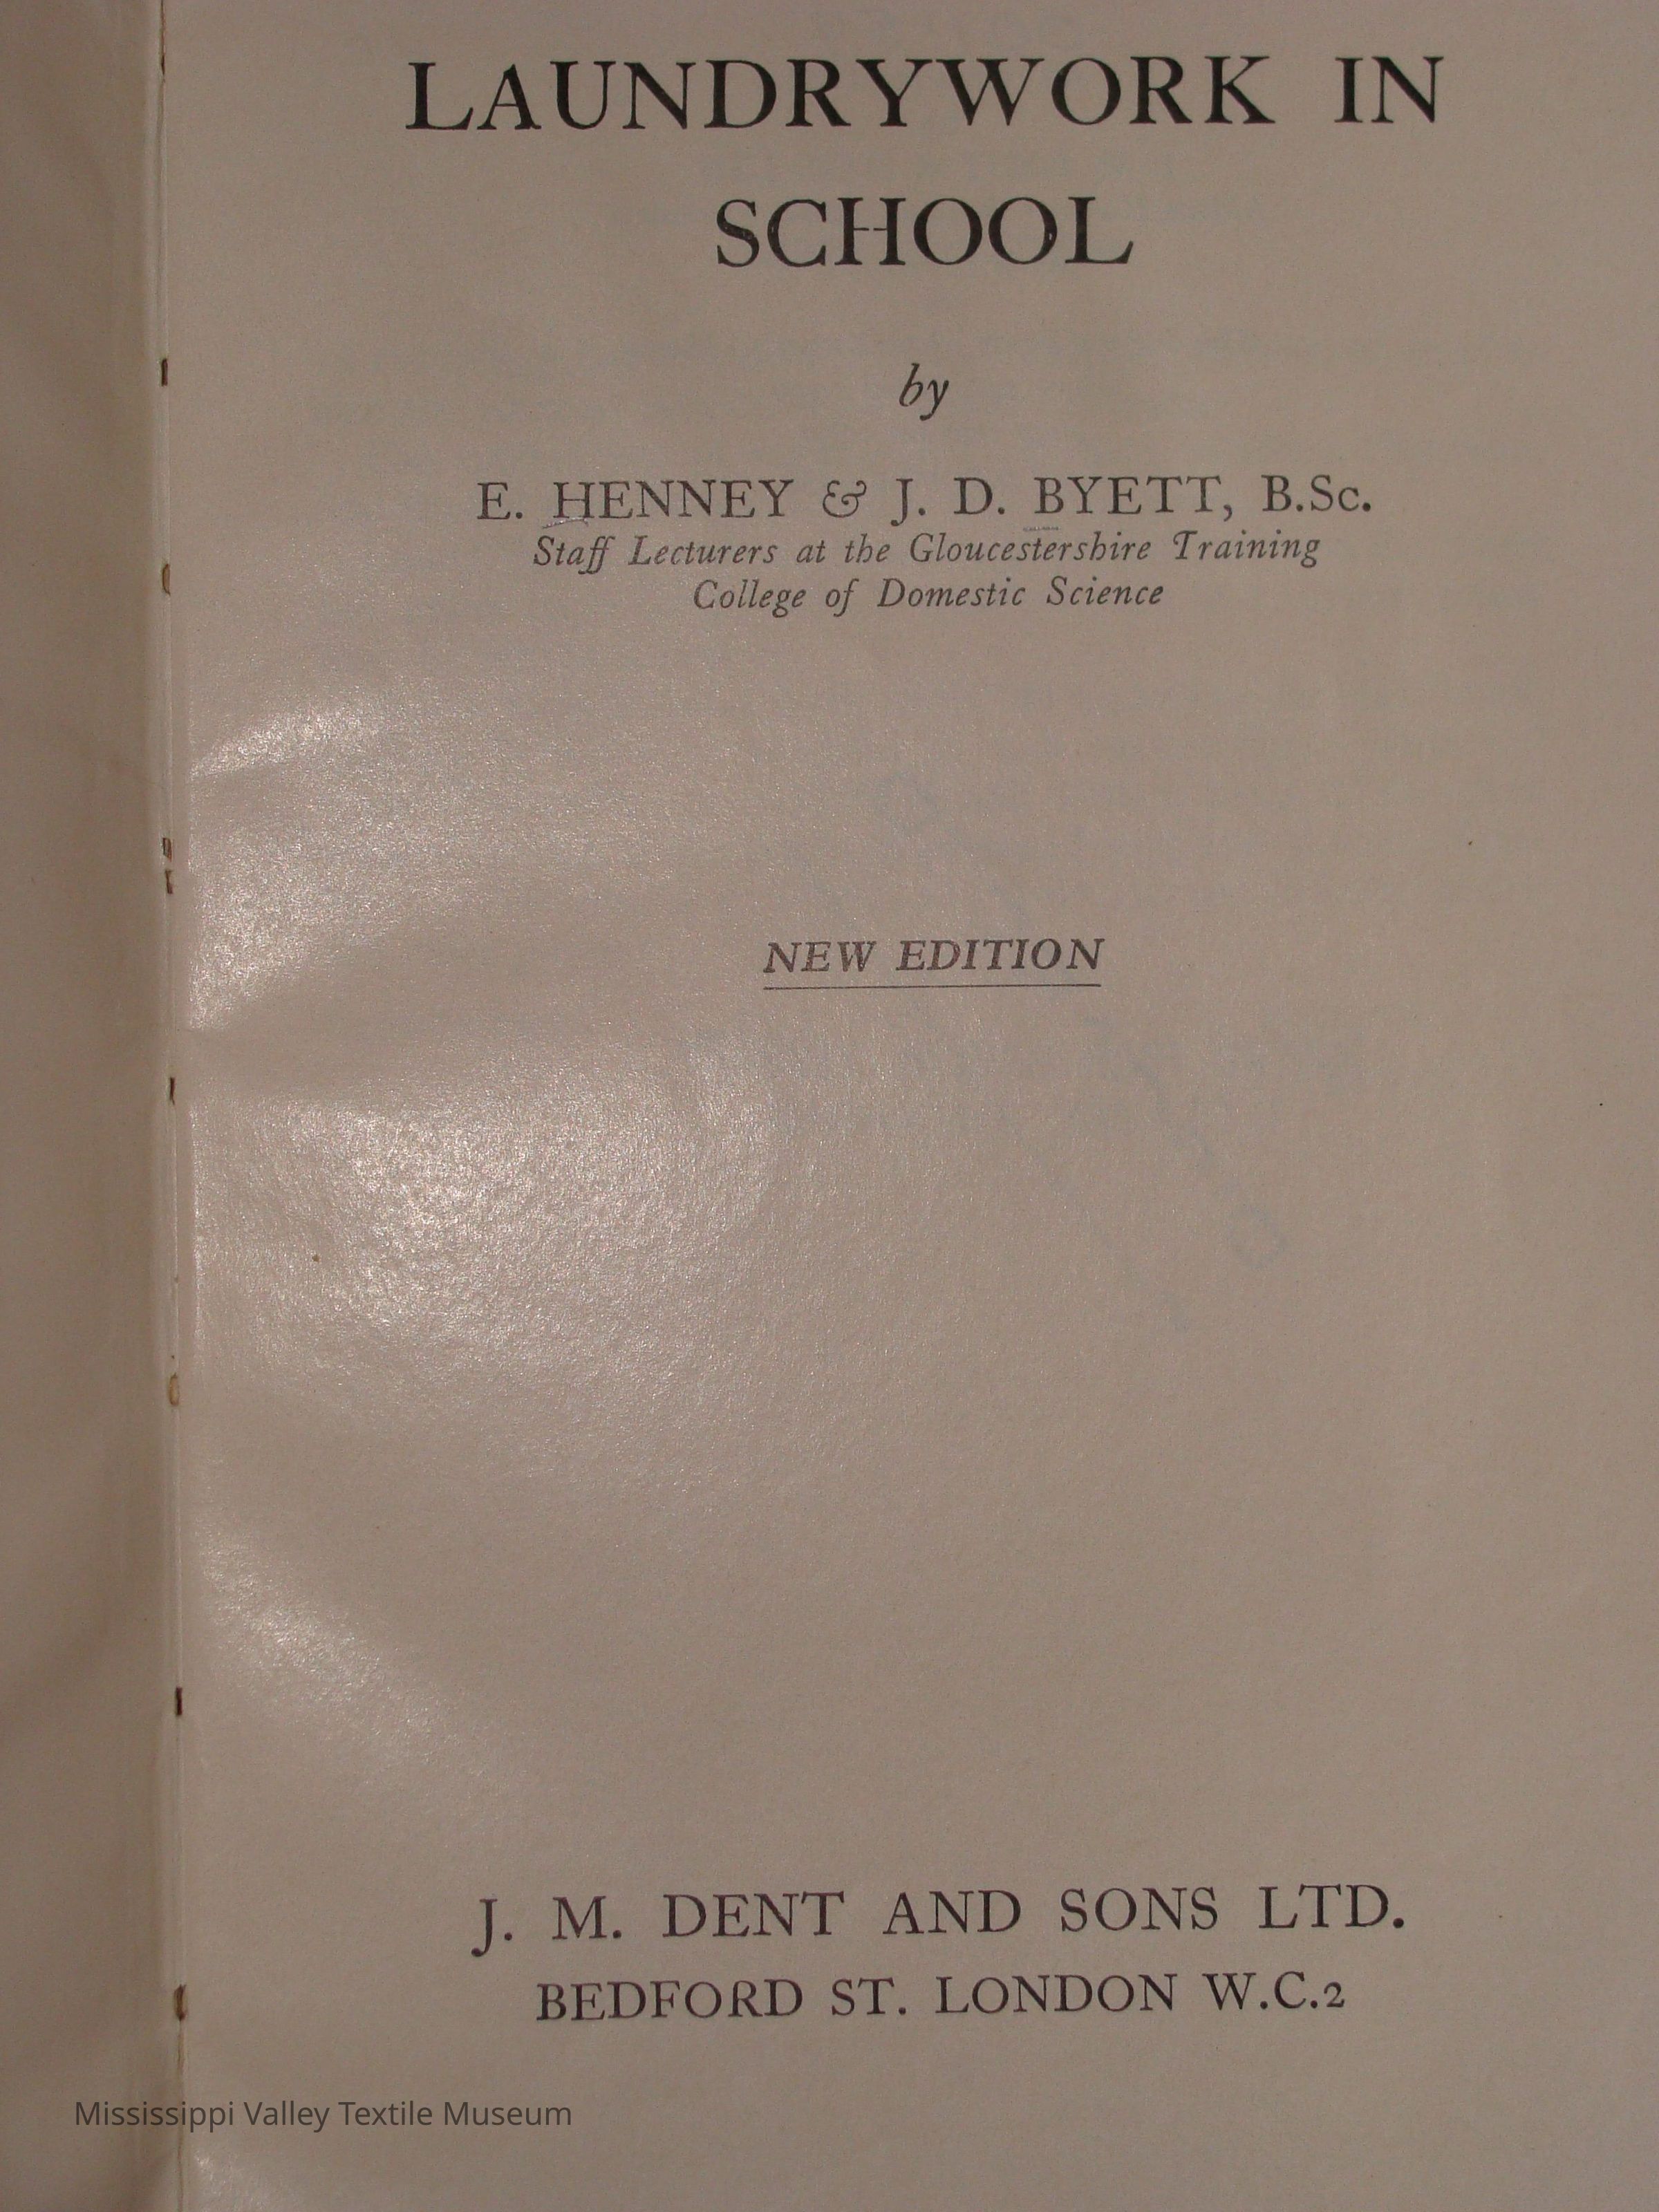 LAUNDRYWORK IN
SCHOOL
by
E. HENNEY & J. D. BYETT, B.Sc.
Staff Lecturers at the Gloucestershire Training
College of Domestic Science
NEW EDITION
J. M. DENT AND SONS LTD.
BEDFORD ST. LONDON W.C.2
Mississippi Valley Textile Museum